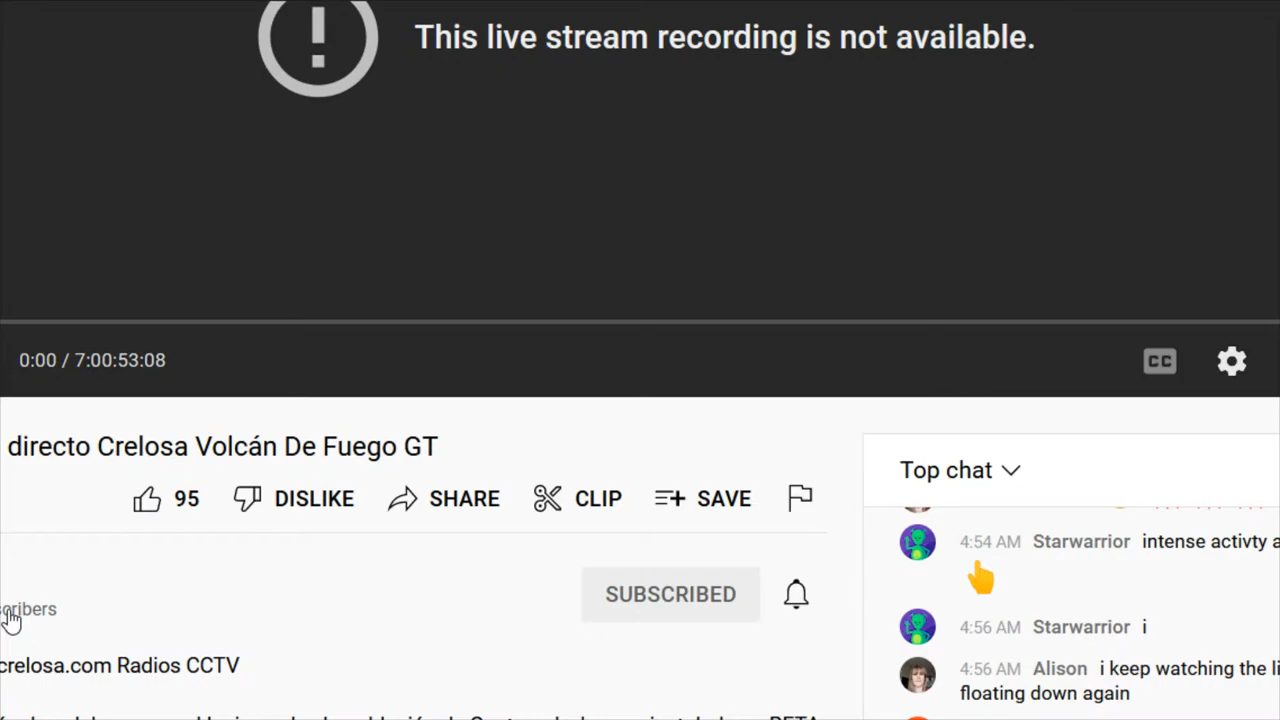 This live stream recording is not available.
0:00 / 7:00:53:08
CC
directo Crelosa Volcán De Fuego GT
95 DISLIKE SHARE CLIP SAVE
Top chat
4:54 AM Starwarrior intense activty a
SUBSCRIBED
scribers
4:56 AM Starwarrior i
crelosa.com Radios CCTV
4:56 AM Alison i keep watching the li
floating down again